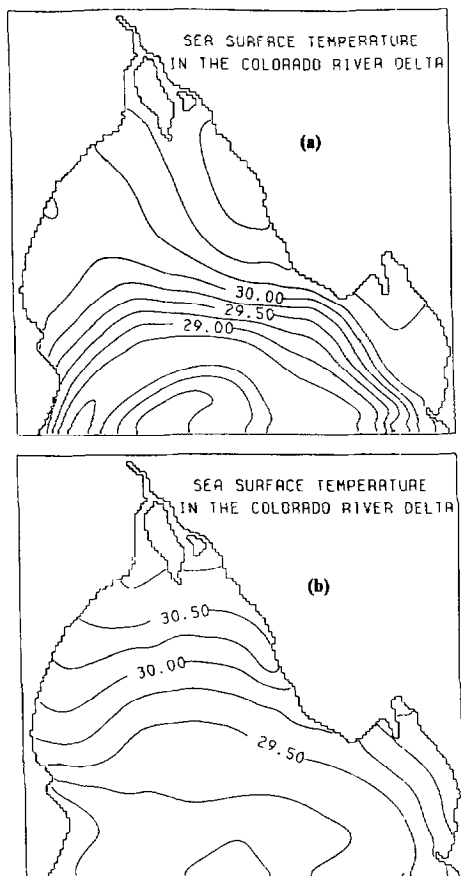 SEA SURFACE TEMPERATURE
IN THE COLORADO RIVER DELTA
(a)
30.00
29.50
29.00
SEA SURFACE TEMPERATURE
IN THE COLORADO RIVER DELTA
(b)
30.50
30.00
29.50